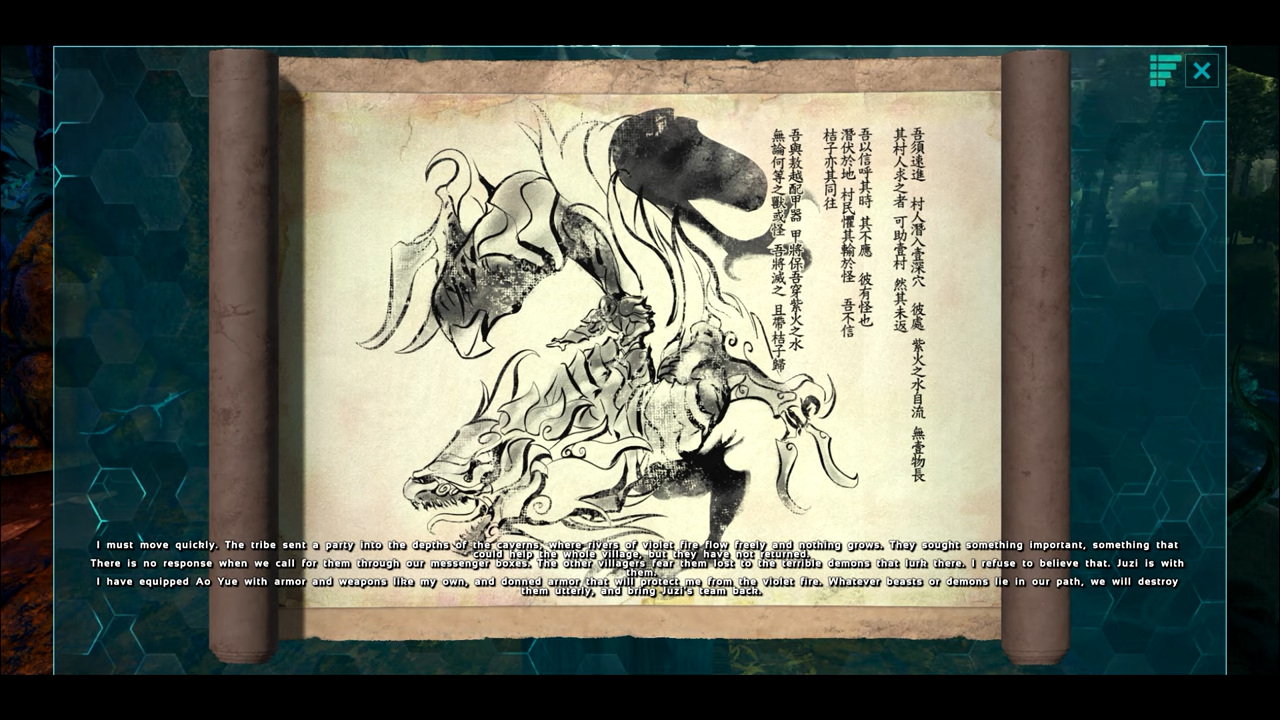 吾須速進 村人潛入壹深穴 彼處 紫火之水自流 無壹物長
其村人求之者 可助壹村 然其未返
吾以信呼其時 其不應 彼有怪也
潛伏於地 村民懼其輸於怪 吾不信
桔子亦其同往
吾與敖越配甲器 甲將保吾穿紫火之水
無論何等之獸或怪 吾將滅之 且帶桔子歸
I must move quickly. The tribe sent a party into the depths of the caverns, where rivers of violet fire flow freely and nothing grows. They sought something important, something that
could help the whole village, but they have not returned.
There is no response when we call for them through our messenger boxes. The other villagers fear them lost to the terrible demons that lurk there. I refuse to believe that. Juzi is with
them.
I have equipped Ao Yue with armor and weapons like my own, and donned armor that will protect me from the violet fire. Whatever beasts or demons lie in our path, we will destroy
them utterly, and bring Juzi's team back.